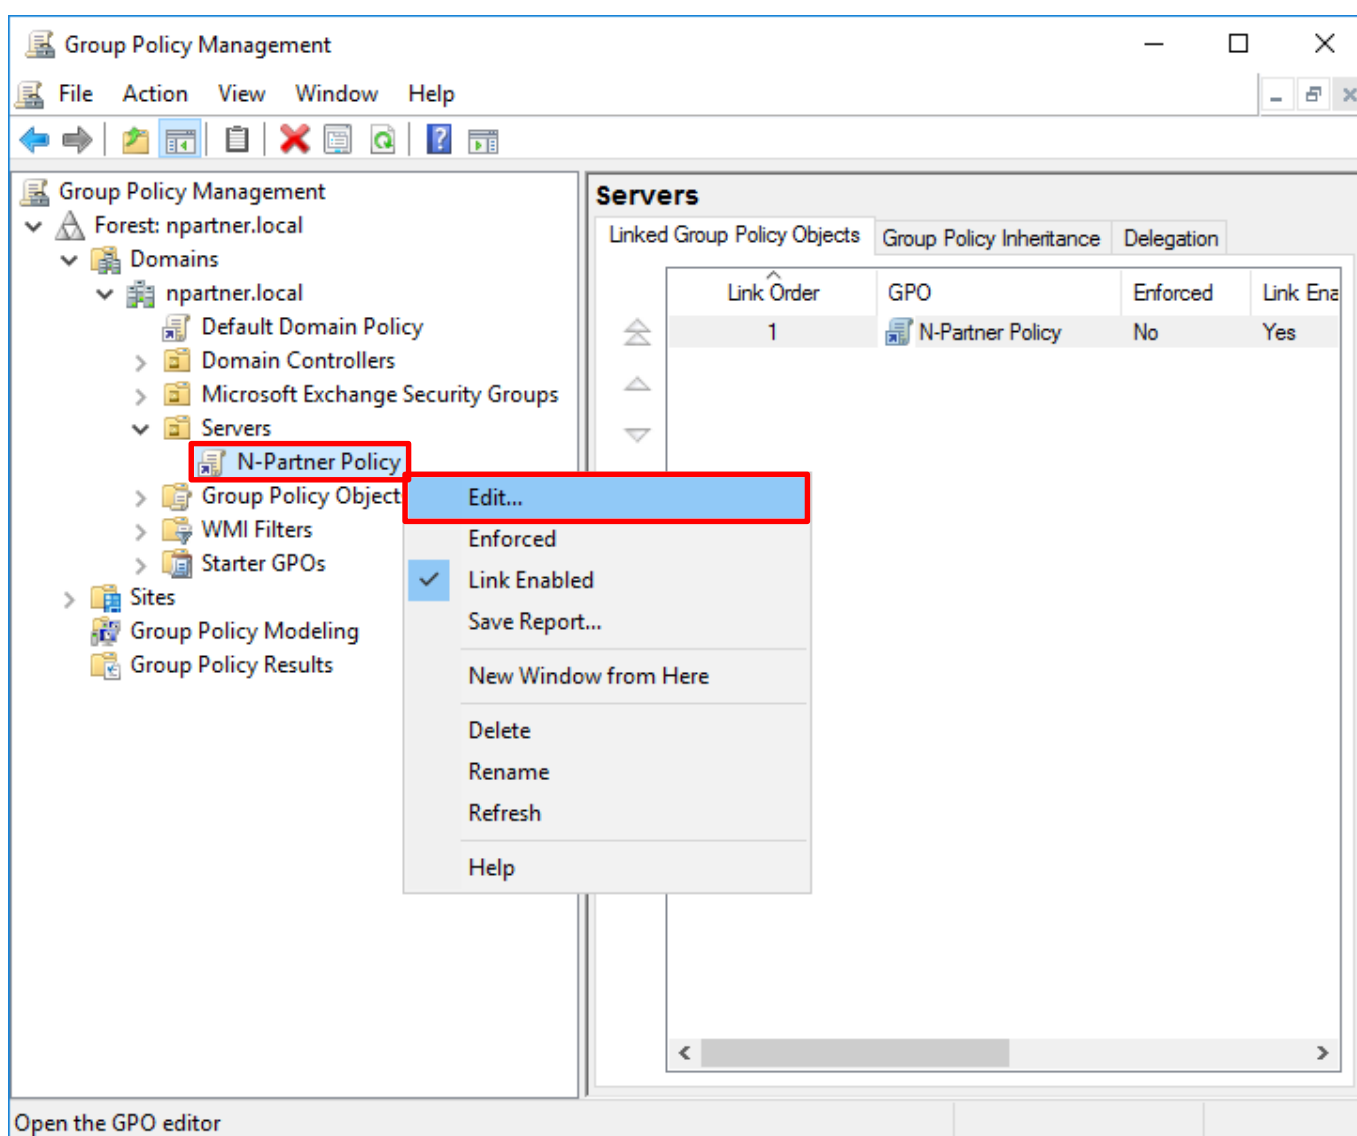 Group Policy Management
File Action View Window Help
Group Policy Management
Forest: npartner.local
Domains
npartner.local
Default Domain Policy
Domain Controllers
Microsoft Exchange Security Groups
Servers
N-Partner Policy
Group Policy Object
WMI Filters
Starter GPOs
Sites
Group Policy Modeling
Group Policy Results
Edit...
Enforced
Link Enabled
Save Report...
New Window from Here
Delete
Rename
Refresh
Help
Servers
Linked Group Policy Objects Group Policy Inheritance Delegation
Link Order GPO Enforced Link Ena
1 N-Partner Policy No Yes
Open the GPO editor